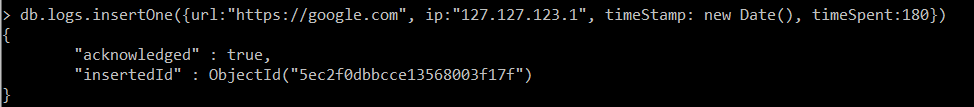 > db.logs.insertOne({url:"https://google.com", ip:"127.127.123.1", timeStamp: new Date(), timeSpent:180})
{
        "acknowledged" : true,
        "insertedId" : ObjectId("5ec2f0dbbcce13568003f17f")
}